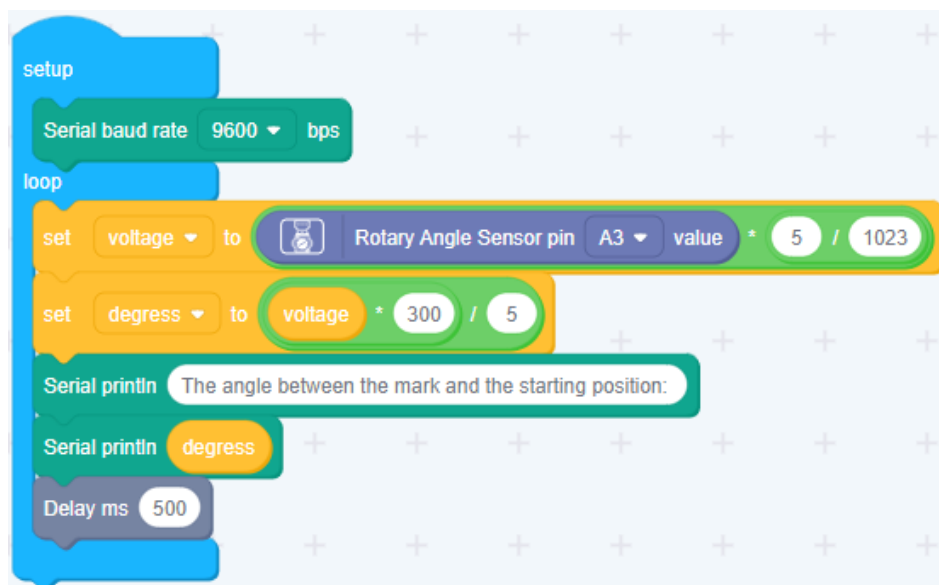 setup
Serial baud rate 9600 bps
loop
set voltage to Rotary Angle Sensor pin A3 value * 5 / 1023
set degress to voltage * 300 / 5
Serial println The angle between the mark and the starting position:
Serial println degress
Delay ms 500